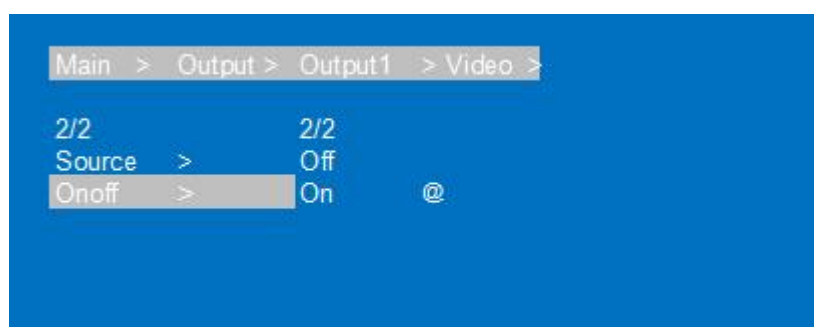 Main > Output > Output1 > Video >
2/2 2/2
Source > Off
Onoff > On @